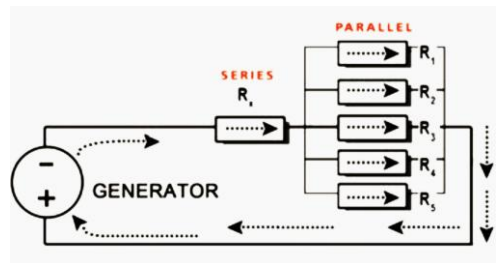 PARALLEL
R1
SERIES
Rx
R2
R3
R4
R5
-
+
GENERATOR